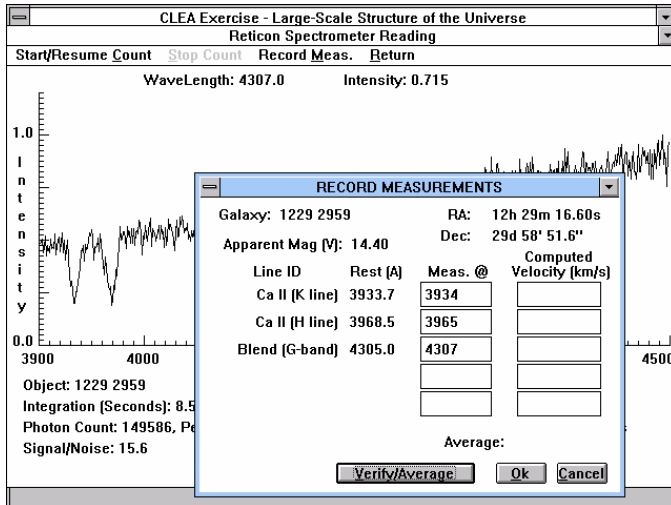 CLEA Exercise - Large-Scale Structure of the Universe
Reticon Spectrometer Reading
Start/Resume Count Stop Count Record Meas. Return
WaveLength: 4307.0 Intensity: 0.715
1.0
Intensity
0.0
3900 4000 4500
RECORD MEASUREMENTS
Galaxy: 1229 2959 RA: 12h 29m 16.60s
Dec: 29d 58' 51.6"
Apparent Mag (V): 14.40
Line ID Rest (A) Meas. @ Computed Velocity (km/s)
Ca II (K line) 3933.7 3934
Ca II (H line) 3968.5 3965
Blend (G-band) 4305.0 4307
Average:
Verify/Average Ok Cancel
Object: 1229 2959
Integration (Seconds): 8.5
Photon Count: 149586, Pe
Signal/Noise: 15.6